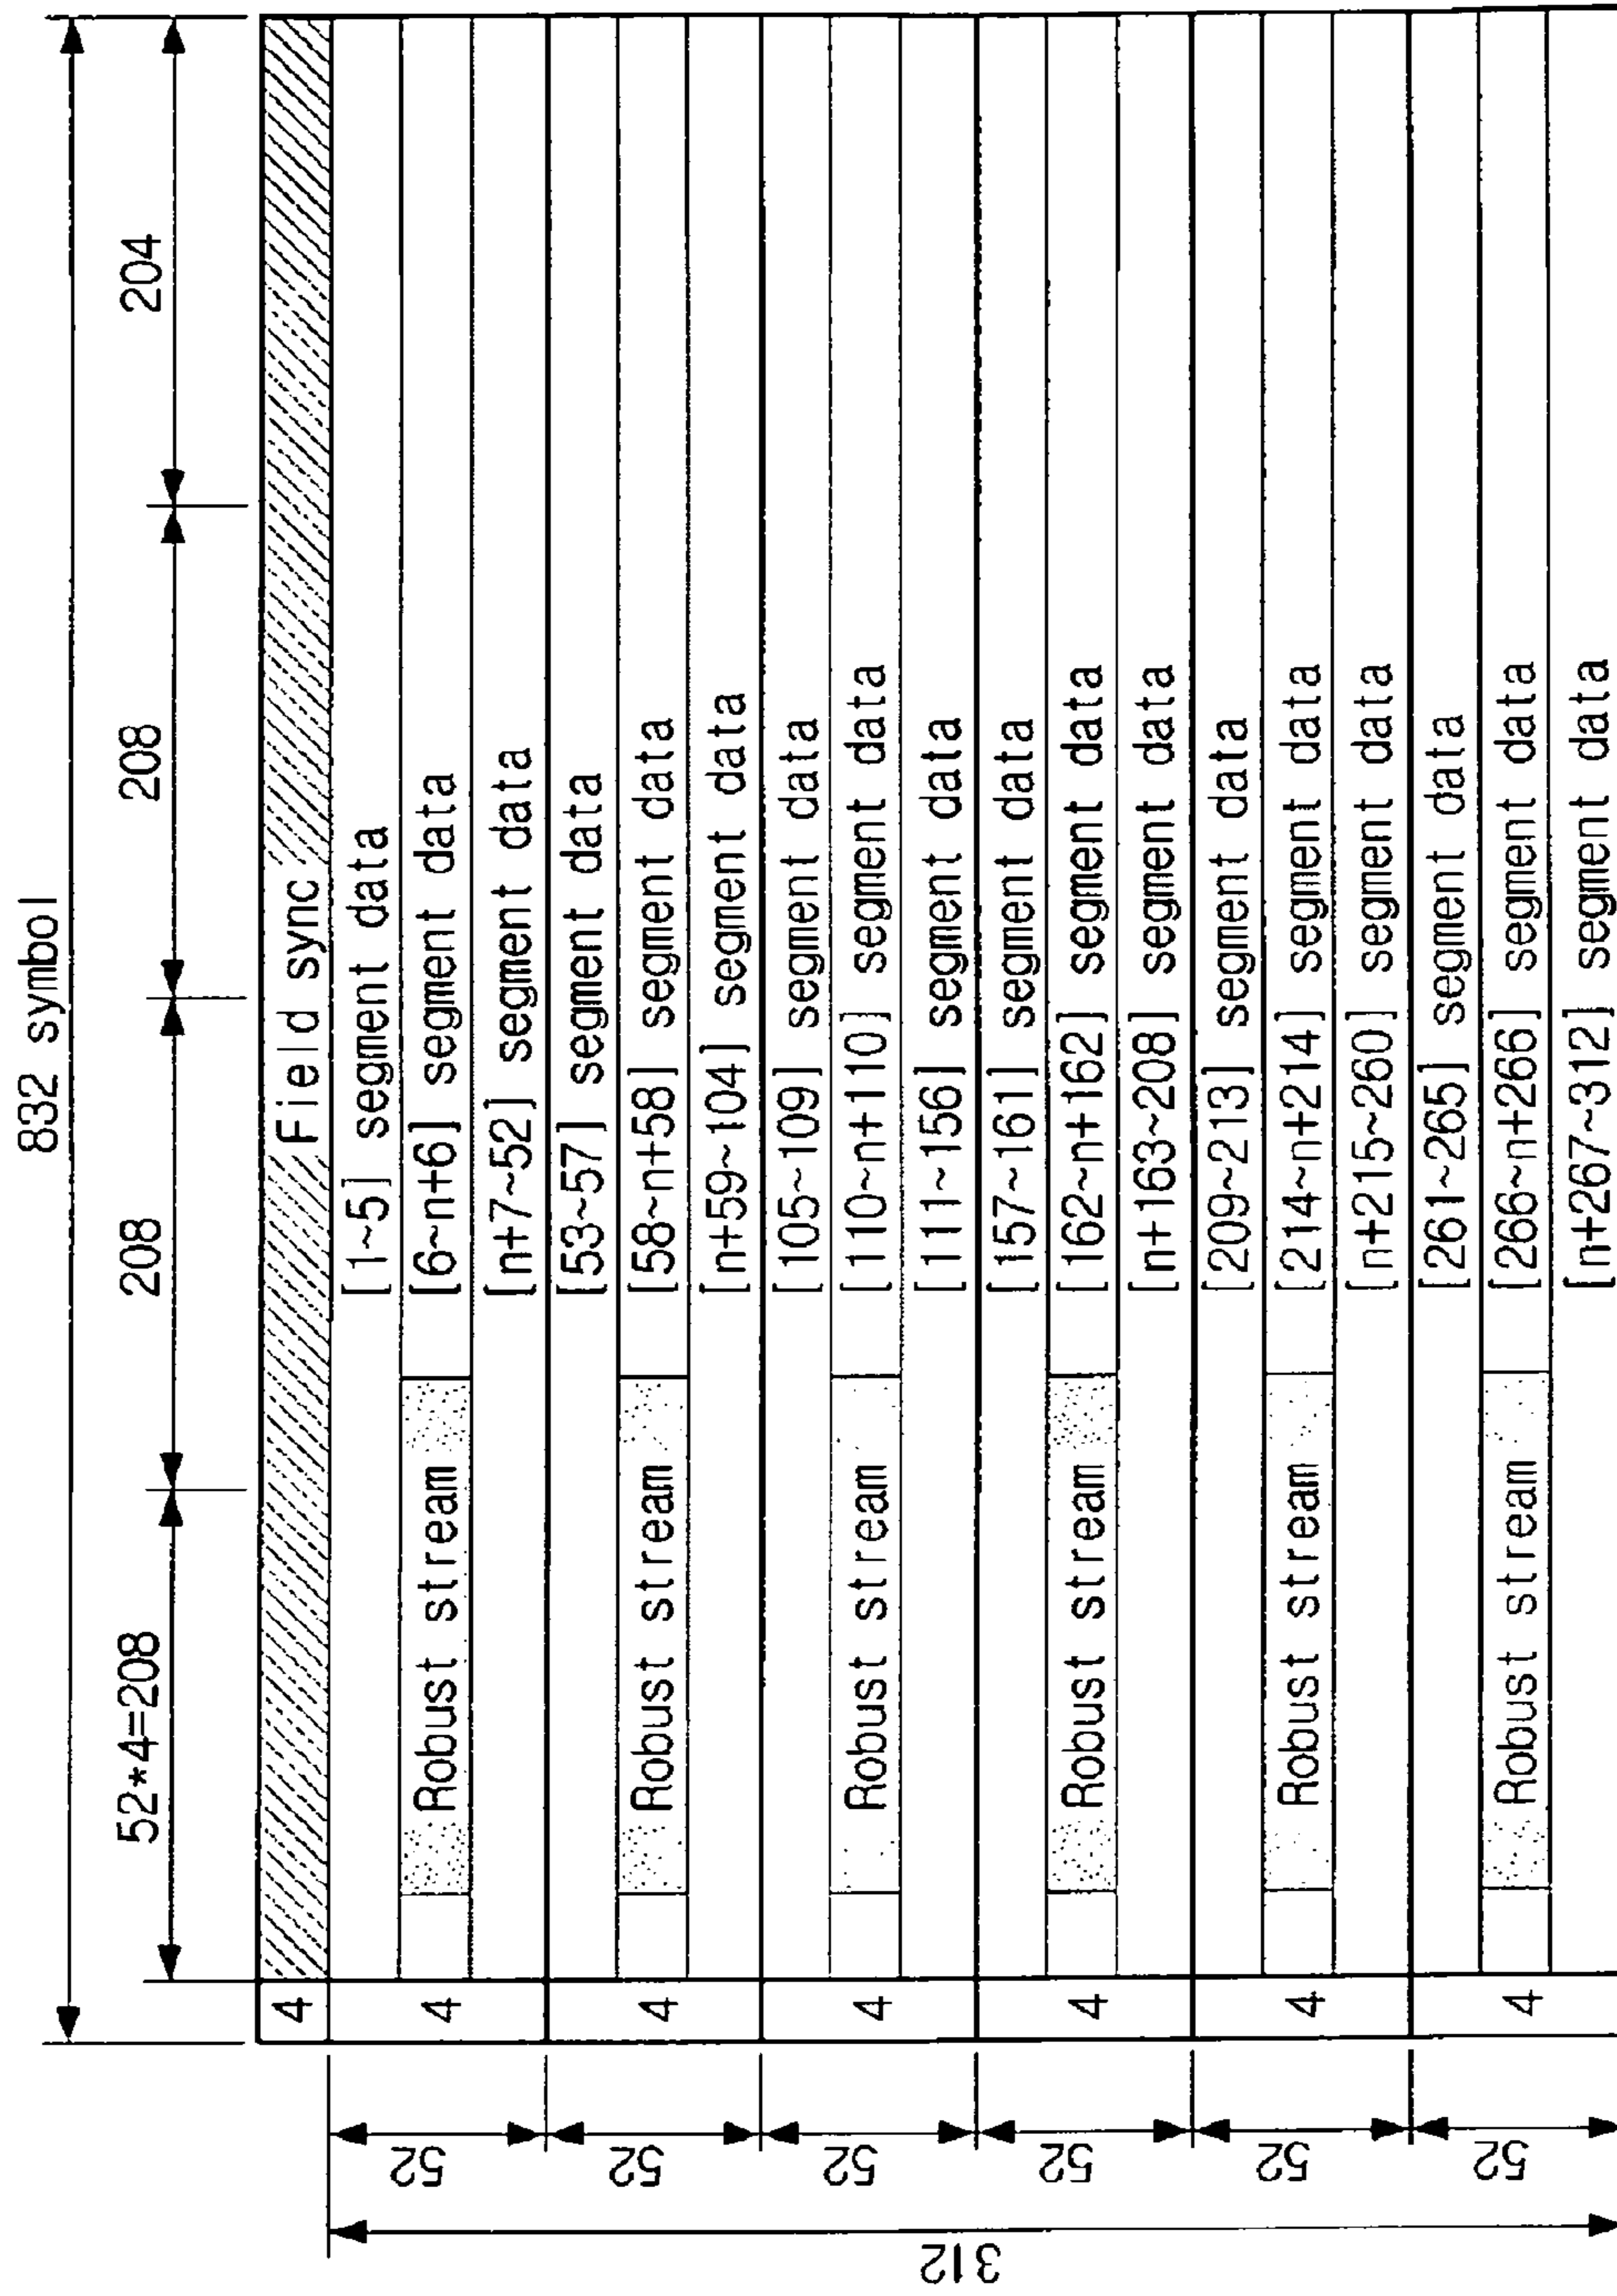 832 symbol
52*4=208
208
208
204
4
Field sync
[1~5] segment data
52
4
Robust stream
[6~n+6] segment data
[n+7~52] segment data
[53~57] segment data
52
4
Robust stream
[58~n+58] segment data
[n+59~104] segment data
[105~109] segment data
52
4
Robust stream
[110~n+110] segment data
[111~156] segment data
312
[157~161] segment data
52
4
Robust stream
[162~n+162] segment data
[n+163~208] segment data
[209~213] segment data
52
4
Robust stream
[214~n+214] segment data
[n+215~260] segment data
[261~265] segment data
52
4
Robust stream
[266~n+266] segment data
[n+267~312] segment data